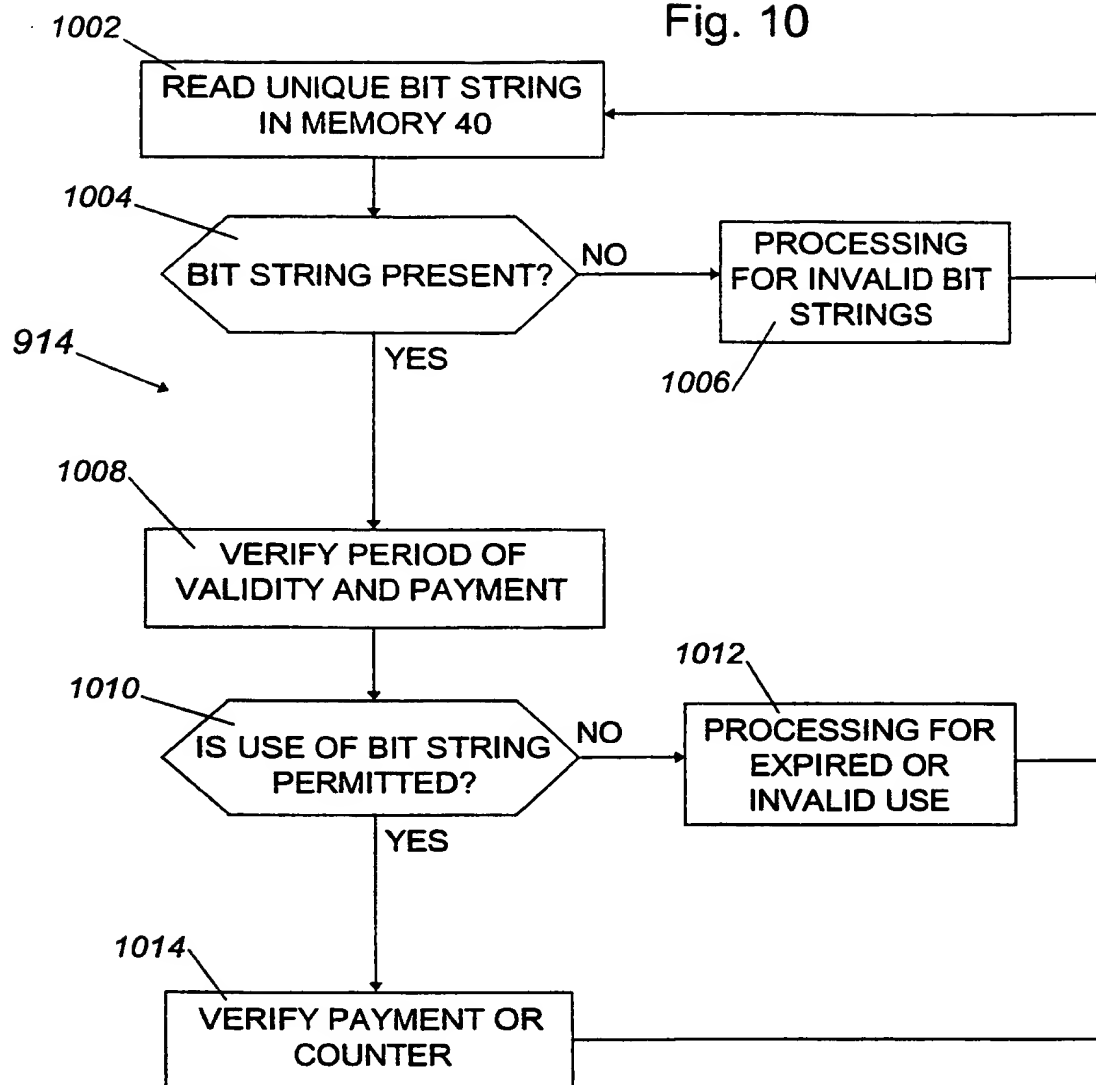 Fig. 10
1002
READ UNIQUE BIT STRING
IN MEMORY 40
1004
BIT STRING PRESENT?
NO
PROCESSING
FOR INVALID BIT
STRINGS
1006
914
YES
1008
VERIFY PERIOD OF
VALIDITY AND PAYMENT
1010
IS USE OF BIT STRING
PERMITTED?
NO
1012
PROCESSING FOR
EXPIRED OR
INVALID USE
YES
1014
VERIFY PAYMENT OR
COUNTER